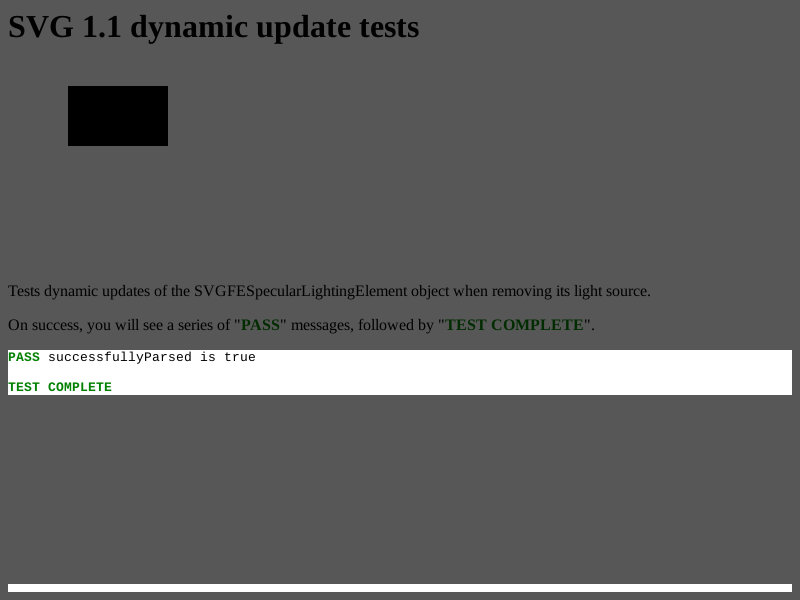 SVG 1.1 dynamic update tests
Tests dynamic updates of the SVGFESpecularLightingElement object when removing its light source.
On success, you will see a series of "PASS" messages, followed by "TEST COMPLETE".
PASS successfullyParsed is true
TEST COMPLETE